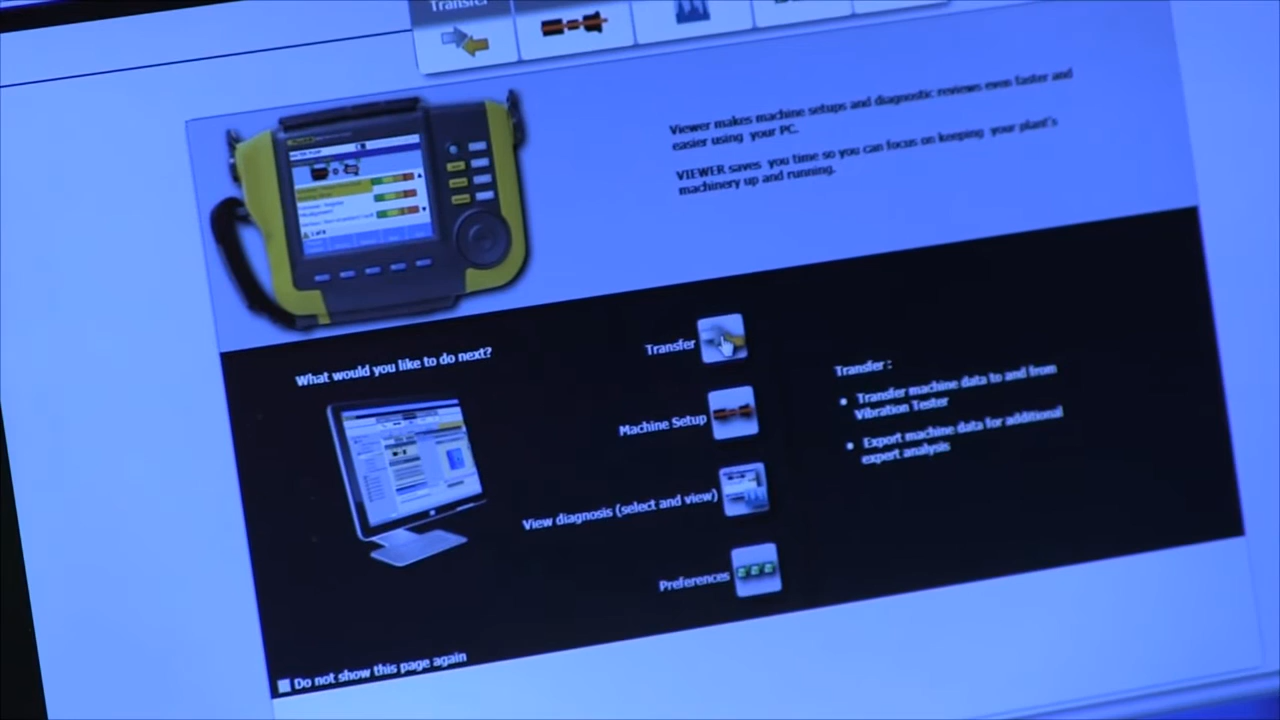 Transfer
Viewer makes machine setups and diagnostic reviews even faster and
easier using your PC.
VIEWER saves you time so you can focus on keeping your plant's
machinery up and running.
What would you like to do next?
Transfer
Machine Setup
View diagnosis (select and view)
Preferences
Transfer :
• Transfer machine data to and from
Vibration Tester
• Export machine data for additional
expert analysis
Do not show this page again